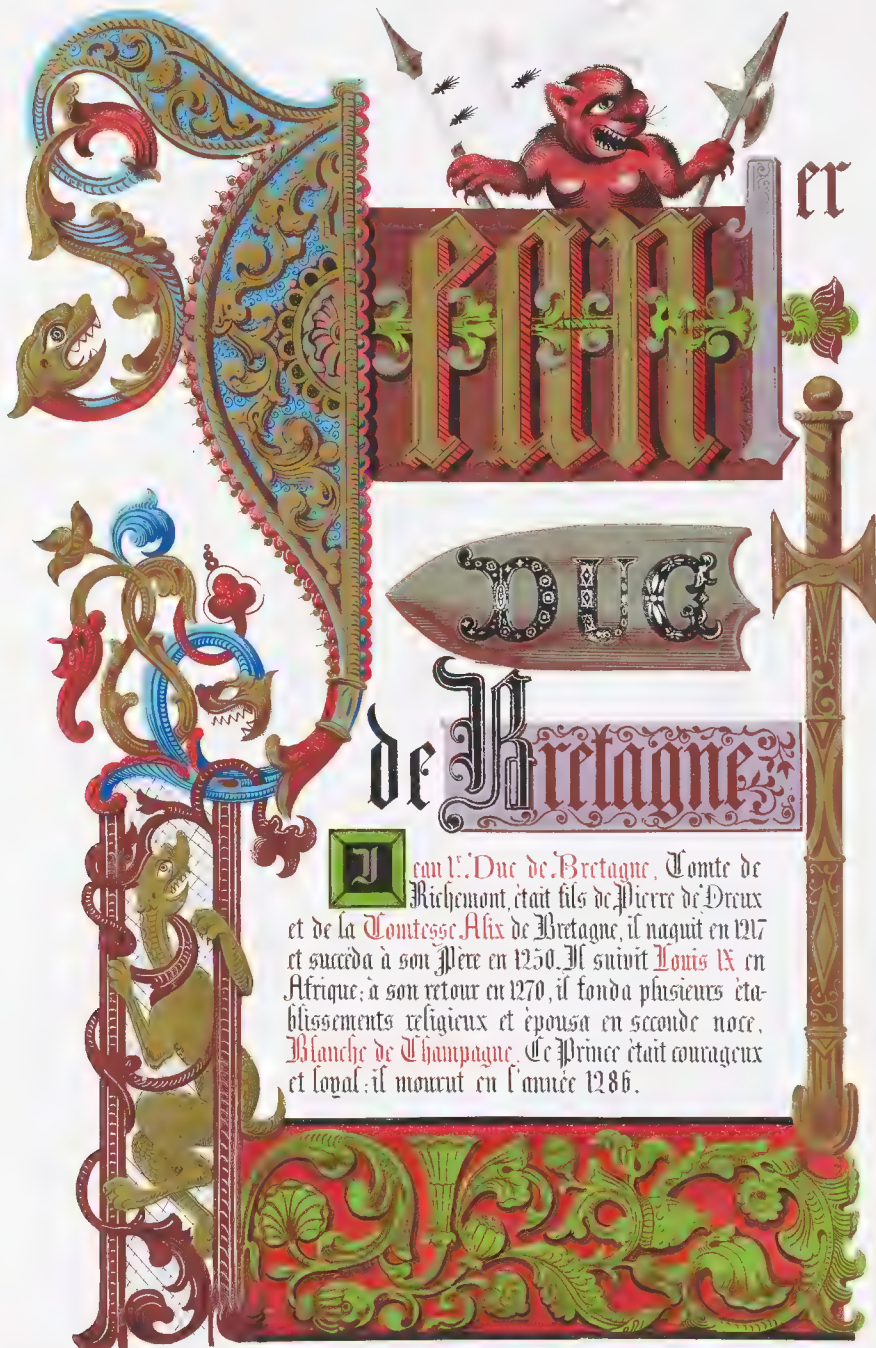 Jean 1er
DUC
de Bretagne
Jean 1r. Duc de Bretagne, Comte de
Richemont, était fils de Pierre de Dreux
et de la Comtesse Alix de Bretagne, il naquit en 1217
et succéda à son Père en 1250. Il suivit Louis IX en
Afrique; à son retour en 1270, il fonda plusieurs éta-
blissements religieux et épousa en seconde noce,
Blanche de Champagne. Ce Prince était courageux
et loyal; il mourut en l'année 1286.